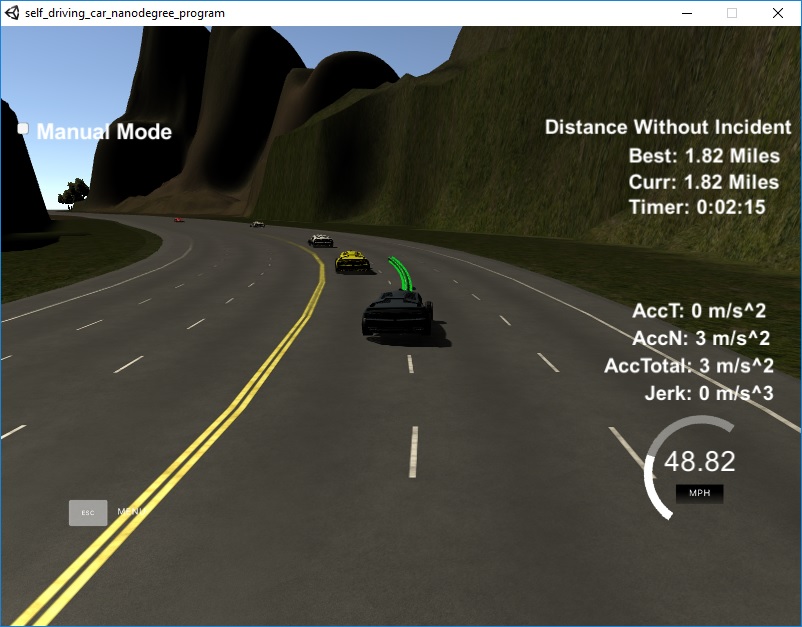 self_driving_car_nanodegree_program
Manual Mode
Distance Without Incident
Best: 1.82 Miles
Curr: 1.82 Miles
Timer: 0:02:15
AccT: 0 m/s^2
AccN: 3 m/s^2
AccTotal: 3 m/s^2
Jerk: 0 m/s^3
48.82
MPH
ESC
MENU